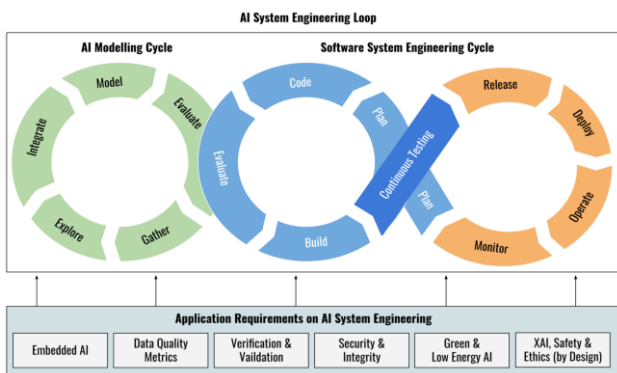 AI System Engineering Loop
AI Modelling Cycle
Software System Engineering Cycle
Model
Evaluate
Integrate
Explore
Gather
Code
Plan
Evaluate
Build
Continuous Testing
Plan
Release
Deploy
Operate
Monitor
Application Requirements on AI System Engineering
Embedded AI
Data Quality
Metrics
Verification &
Vaildation
Security &
Integrity
Green &
Low Energy AI
XAI, Safety &
Ethics (by Design)